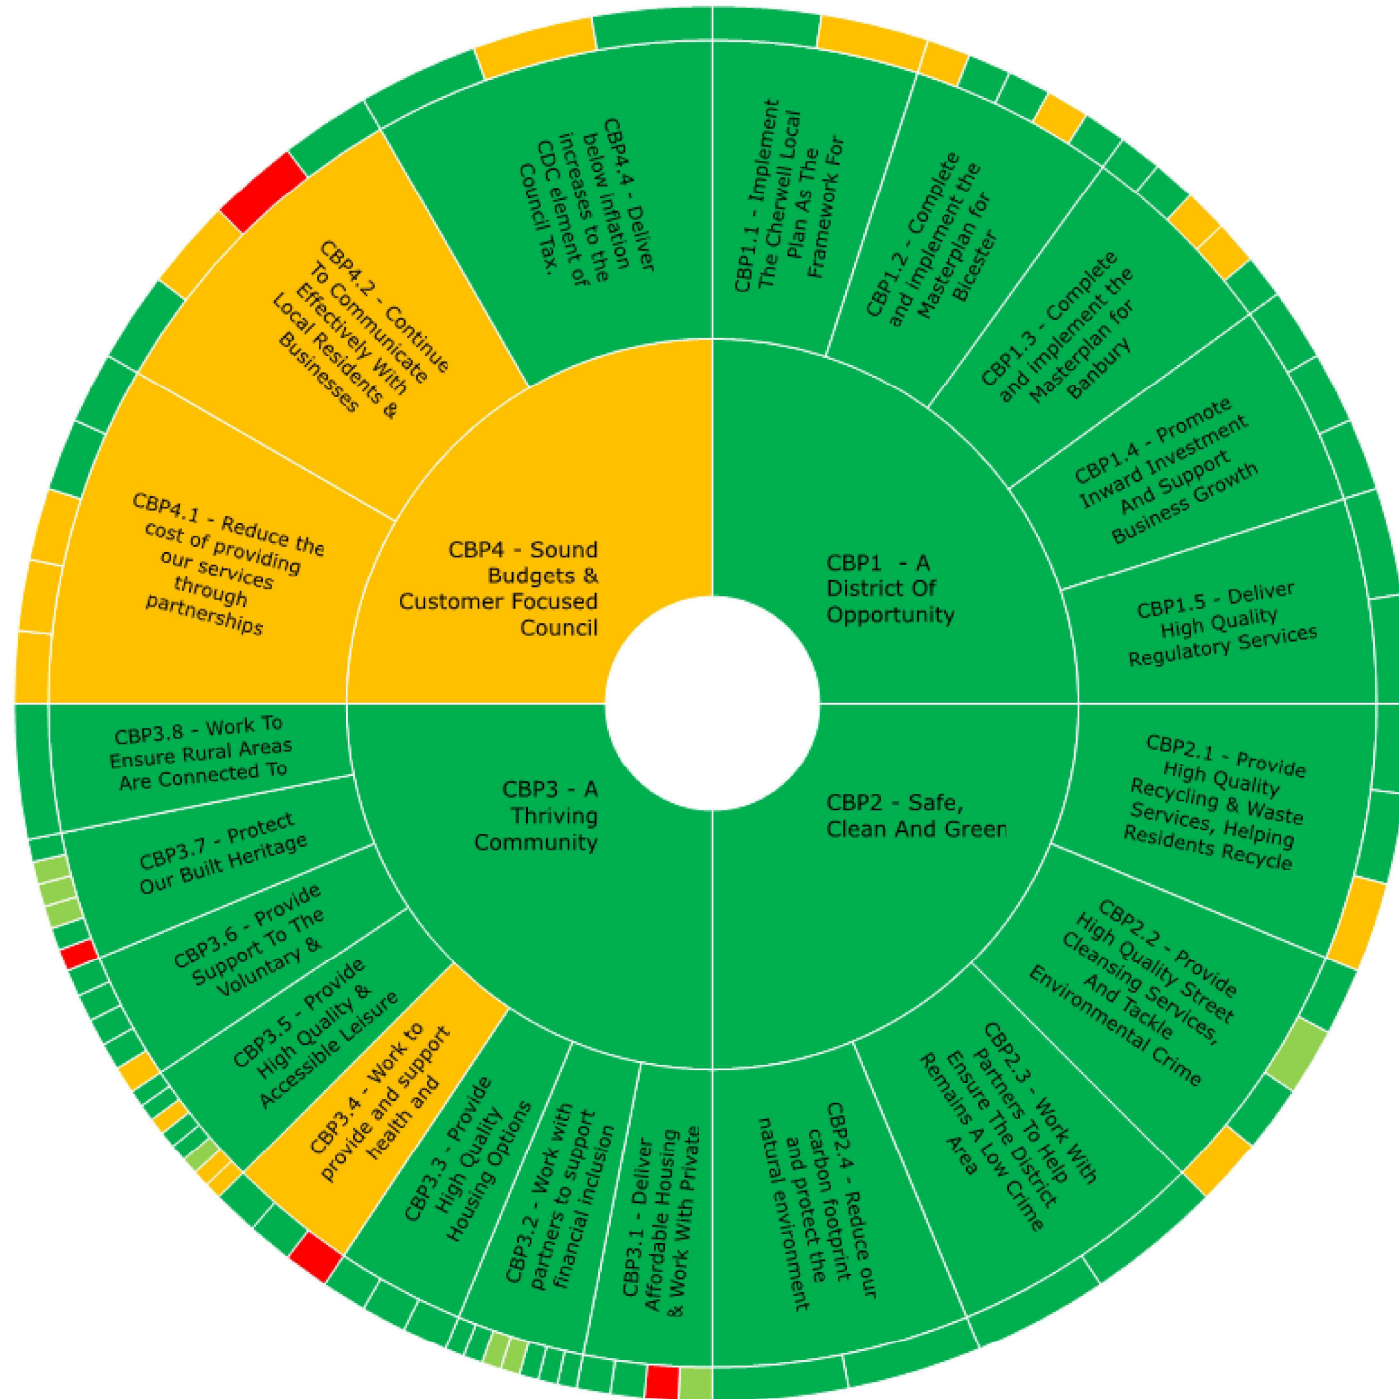 CBP1 - A
District Of
Opportunity
CBP1.1 - Implement
The Cherwell Local
Plan As The
Framework For
CBP1.2 - Complete
and implement the
Masterplan for
Bicester
CBP1.3 - Complete
and implement the
Masterplan for
Banbury
CBP1.4 - Promote
Inward Investment
And Support
Business Growth
CBP1.5 - Deliver
High Quality
Regulatory Services
CBP2 - Safe,
Clean And Green
CBP2.1 - Provide
High Quality
Recycling & Waste
Services, Helping
Residents Recycle
CBP2.2 - Provide
High Quality Street
Cleansing Services,
And Tackle
Environmental Crime
CBP2.3 - Work With
Partners To Help
Ensure The District
Remains A Low Crime
Area
CBP2.4 - Reduce our
carbon footprint
and protect the
natural environment
CBP3 - A
Thriving
Community
CBP3.1 - Deliver
Affordable Housing
& Work With Private
CBP3.2 - Work with
partners to support
financial inclusion
CBP3.3 - Provide
High Quality
Housing Options
CBP3.4 - Work to
provide and support
health and
CBP3.5 - Provide
High Quality &
Accessible Leisure
CBP3.6 - Provide
Support To The
Voluntary &
CBP3.7 - Protect
Our Built Heritage
CBP3.8 - Work To
Ensure Rural Areas
Are Connected To
CBP4 - Sound
Budgets &
Customer Focused
Council
CBP4.1 - Reduce the
cost of providing
our services
through
partnerships
CBP4.2 - Continue
To Communicate
Effectively With
Local Residents &
Businesses
CBP4.4 - Deliver
below inflation
increases to the
CDC element of
Council Tax.